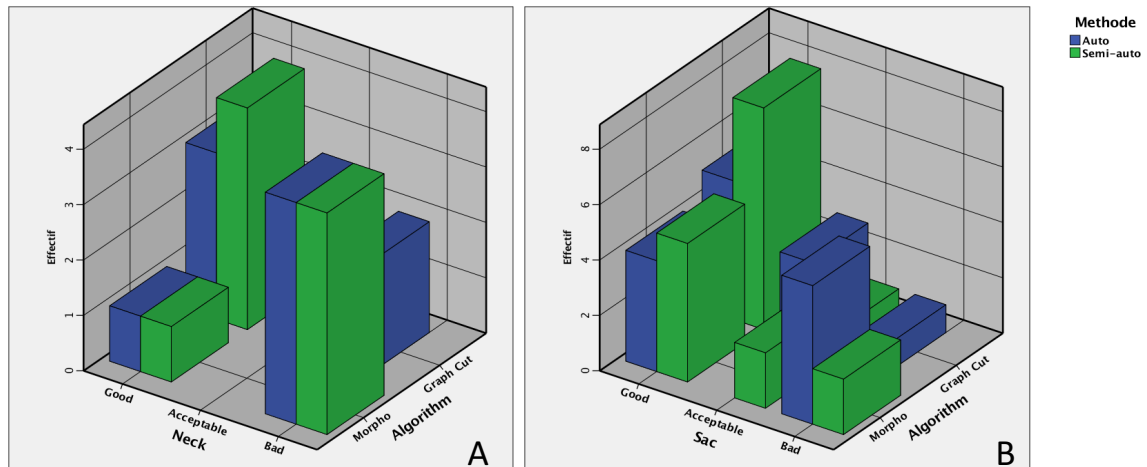 Effectif
4
3
2
1
0
Good
Acceptable
Bad
Neck
Morpho
Graph Cut
Algorithm
A
Effectif
8
6
4
2
0
Good
Acceptable
Bad
Sac
Morpho
Graph Cut
Algorithm
B
Methode
Auto
Semi-auto